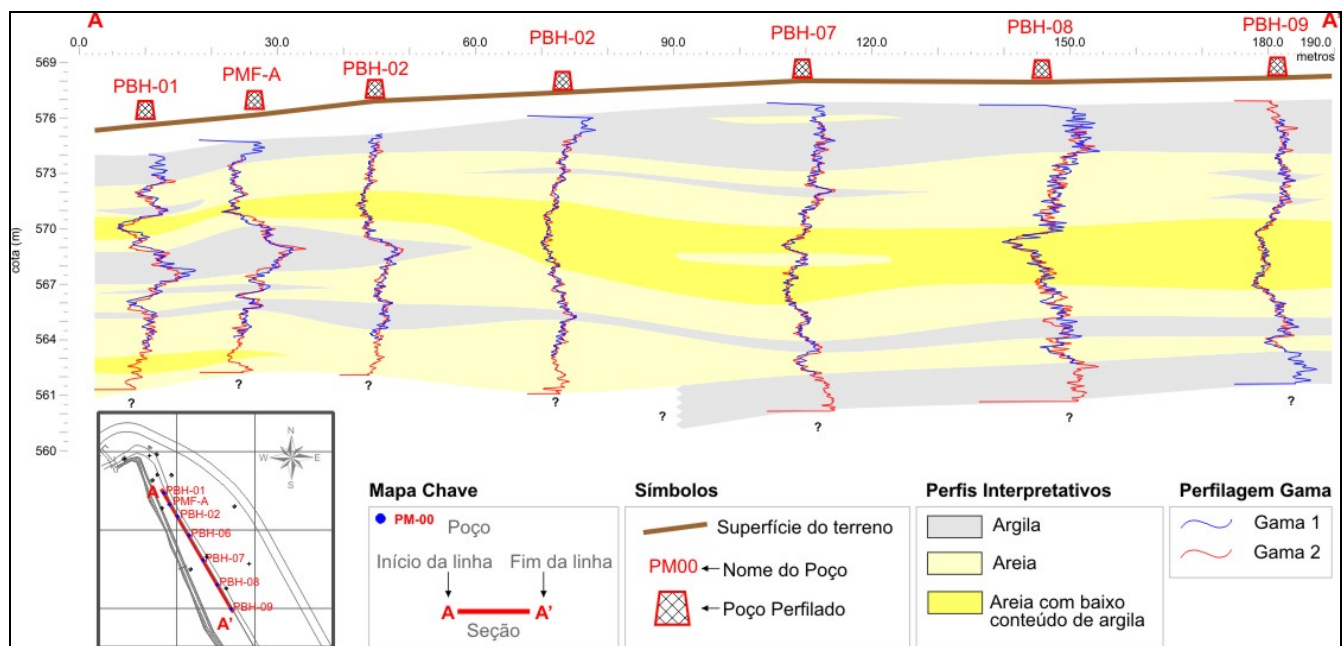 A
A'
0.0 30.0 60.0 90.0 120.0 150.0 180.0 190.0
metros
PBH-01 PMF-A PBH-02 PBH-02 PBH-07 PBH-08 PBH-09
cota (m)
569
576
573
570
567
564
561
560
? ? ? ? ? ? ? ?
N
W E
S
A PBH-01
PMF-A
PBH-02
PBH-06
PBH-07
PBH-08
PBH-09
A'
Mapa Chave
PM-00 Poço
Início da linha Fim da linha
A A'
Seção
Símbolos
Superfície do terreno
PM00 Nome do Poço
Poço Perfilado
Perfis Interpretativos
Argila
Areia
Areia com baixo
conteúdo de argila
Perfilagem Gama
Gama 1
Gama 2